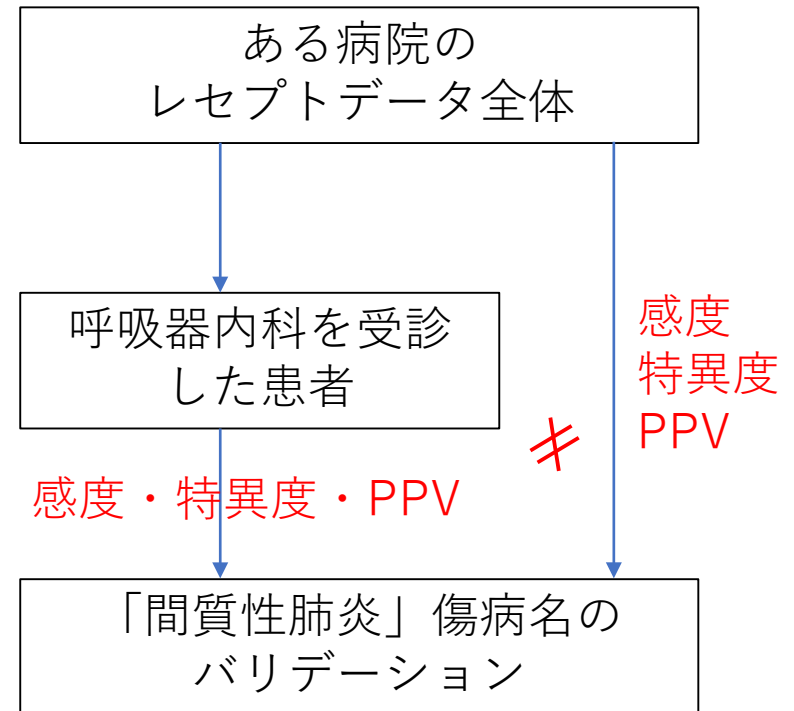 ある病院の
レセプトデータ全体
呼吸器内科を受診
した患者
感度
特異度
PPV
≠
感度・特異度・PPV
「間質性肺炎」傷病名の
バリデーション